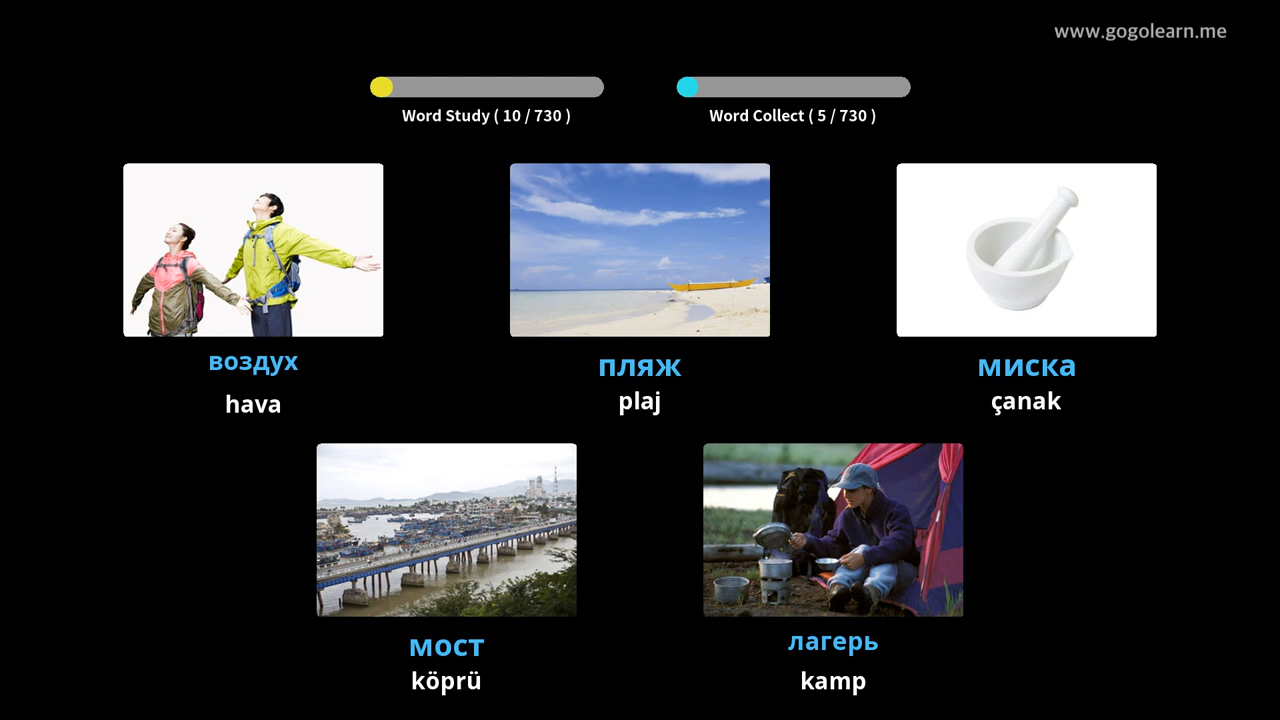 www.gogolearn.me
Word Study ( 10 / 730 )
Word Collect ( 5 / 730 )
воздух
hava
пляж
plaj
миска
çanak
мост
köprü
лагерь
kamp